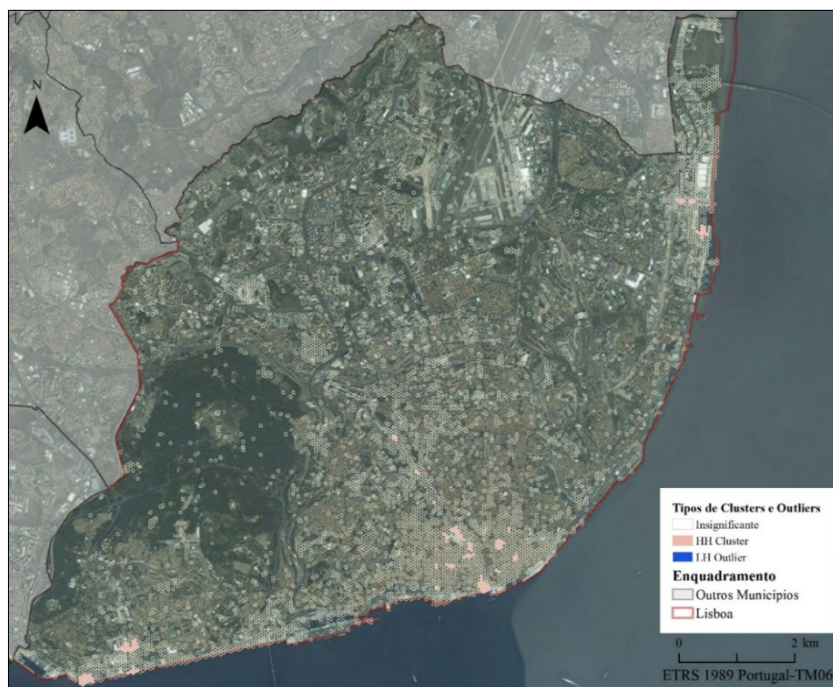 N
Tipos de Clusters e Outliers
Insignificante
HH Cluster
LH Outlier
Enquadramento
Outros Municípios
Lisboa
0 2 km
ETRS 1989 Portugal-TM06